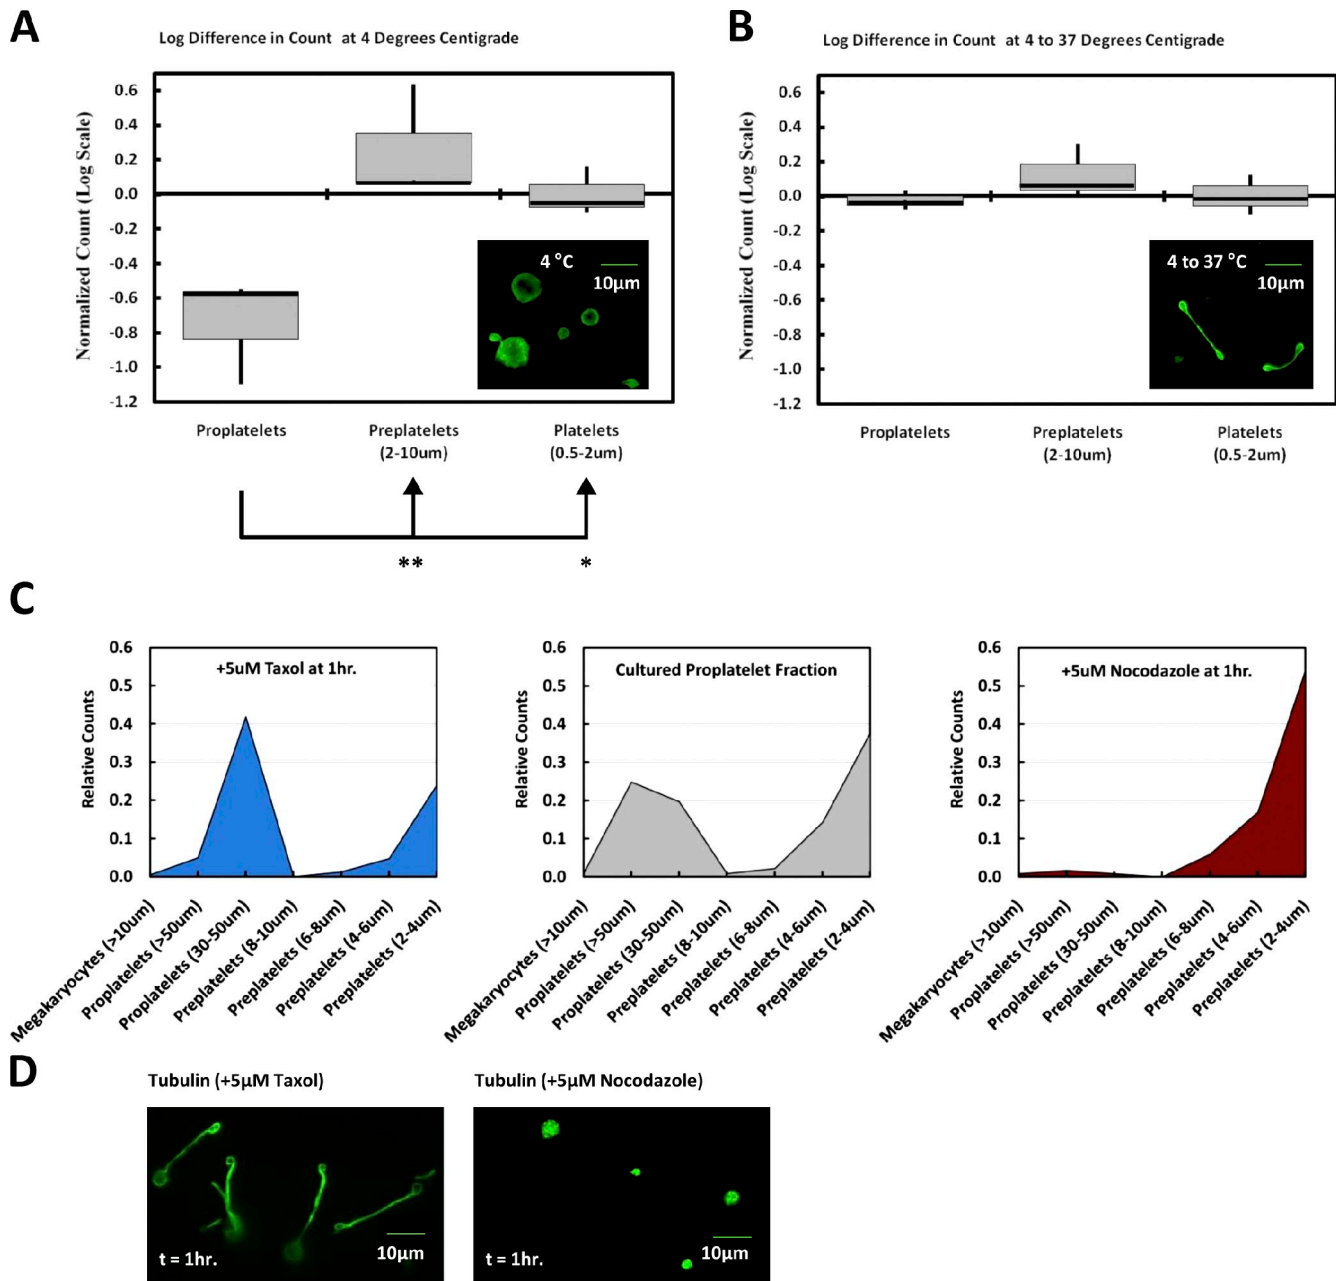 A
Log Difference in Count at 4 Degrees Centigrade
Normalized Count (Log Scale)
0.6
0.4
0.2
0.0
-0.2
-0.4
-0.6
-0.8
-1.0
-1.2
4 °C
10μm
Proplatelets
Preplatelets
(2-10um)
Platelets
(0.5-2um)
**
*
B
Log Difference in Count at 4 to 37 Degrees Centigrade
Normalized Count (Log Scale)
0.6
0.4
0.2
0.0
-0.2
-0.4
-0.6
-0.8
-1.0
-1.2
4 to 37 °C
10μm
Proplatelets
Preplatelets
(2-10um)
Platelets
(0.5-2um)
C
+5uM Taxol at 1hr.
Relative Counts
0.6
0.5
0.4
0.3
0.2
0.1
0.0
Megakaryocytes (>10um)
Proplatelets (>50um)
Proplatelets (30-50um)
Preplatelets (8-10um)
Preplatelets (6-8um)
Preplatelets (4-6um)
Preplatelets (2-4um)
Cultured Proplatelet Fraction
Relative Counts
0.6
0.5
0.4
0.3
0.2
0.1
0.0
Megakaryocytes (>10um)
Proplatelets (>50um)
Proplatelets (30-50um)
Preplatelets (8-10um)
Preplatelets (6-8um)
Preplatelets (4-6um)
Preplatelets (2-4um)
+5uM Nocodazole at 1hr.
Relative Counts
0.6
0.5
0.4
0.3
0.2
0.1
0.0
Megakaryocytes (>10um)
Proplatelets (>50um)
Proplatelets (30-50um)
Preplatelets (8-10um)
Preplatelets (6-8um)
Preplatelets (4-6um)
Preplatelets (2-4um)
D
Tubulin (+5μM Taxol)
t = 1hr.
10μm
Tubulin (+5μM Nocodazole)
t = 1hr.
10μm